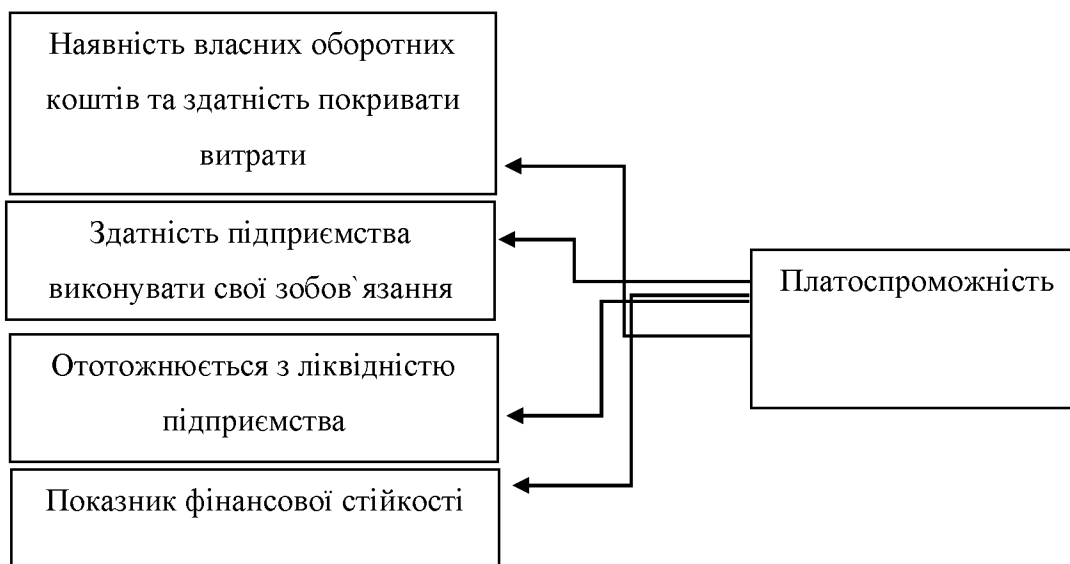 Наявність власних оборотних
коштів та здатність покривати
витрати
Здатність підприємства
виконувати свої зобов`язання
Ототожнюється з ліквідністю
підприємства
Показник фінансової стійкості
Платоспроможність